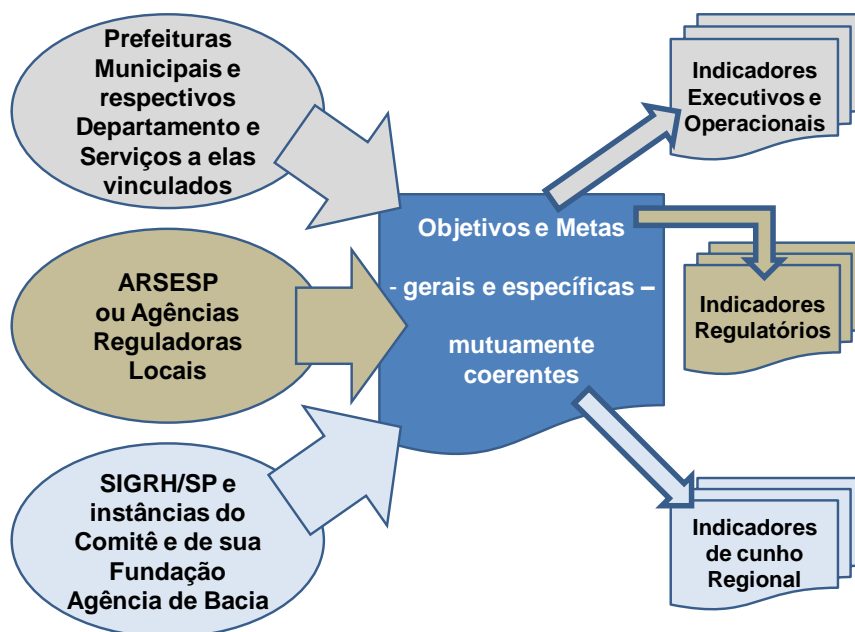 Prefeituras
Municipais e
respectivos
Departamento e
Serviços a elas
vinculados
ARSESP
ou Agências
Reguladoras
Locais
SIGRH/SP e
instâncias do
Comitê e de sua
Fundação
Agência de Bacia
Objetivos e Metas
- gerais e específicas –
mutuamente
coerentes
Indicadores
Executivos e
Operacionais
Indicadores
Regulatórios
Indicadores
de cunho
Regional